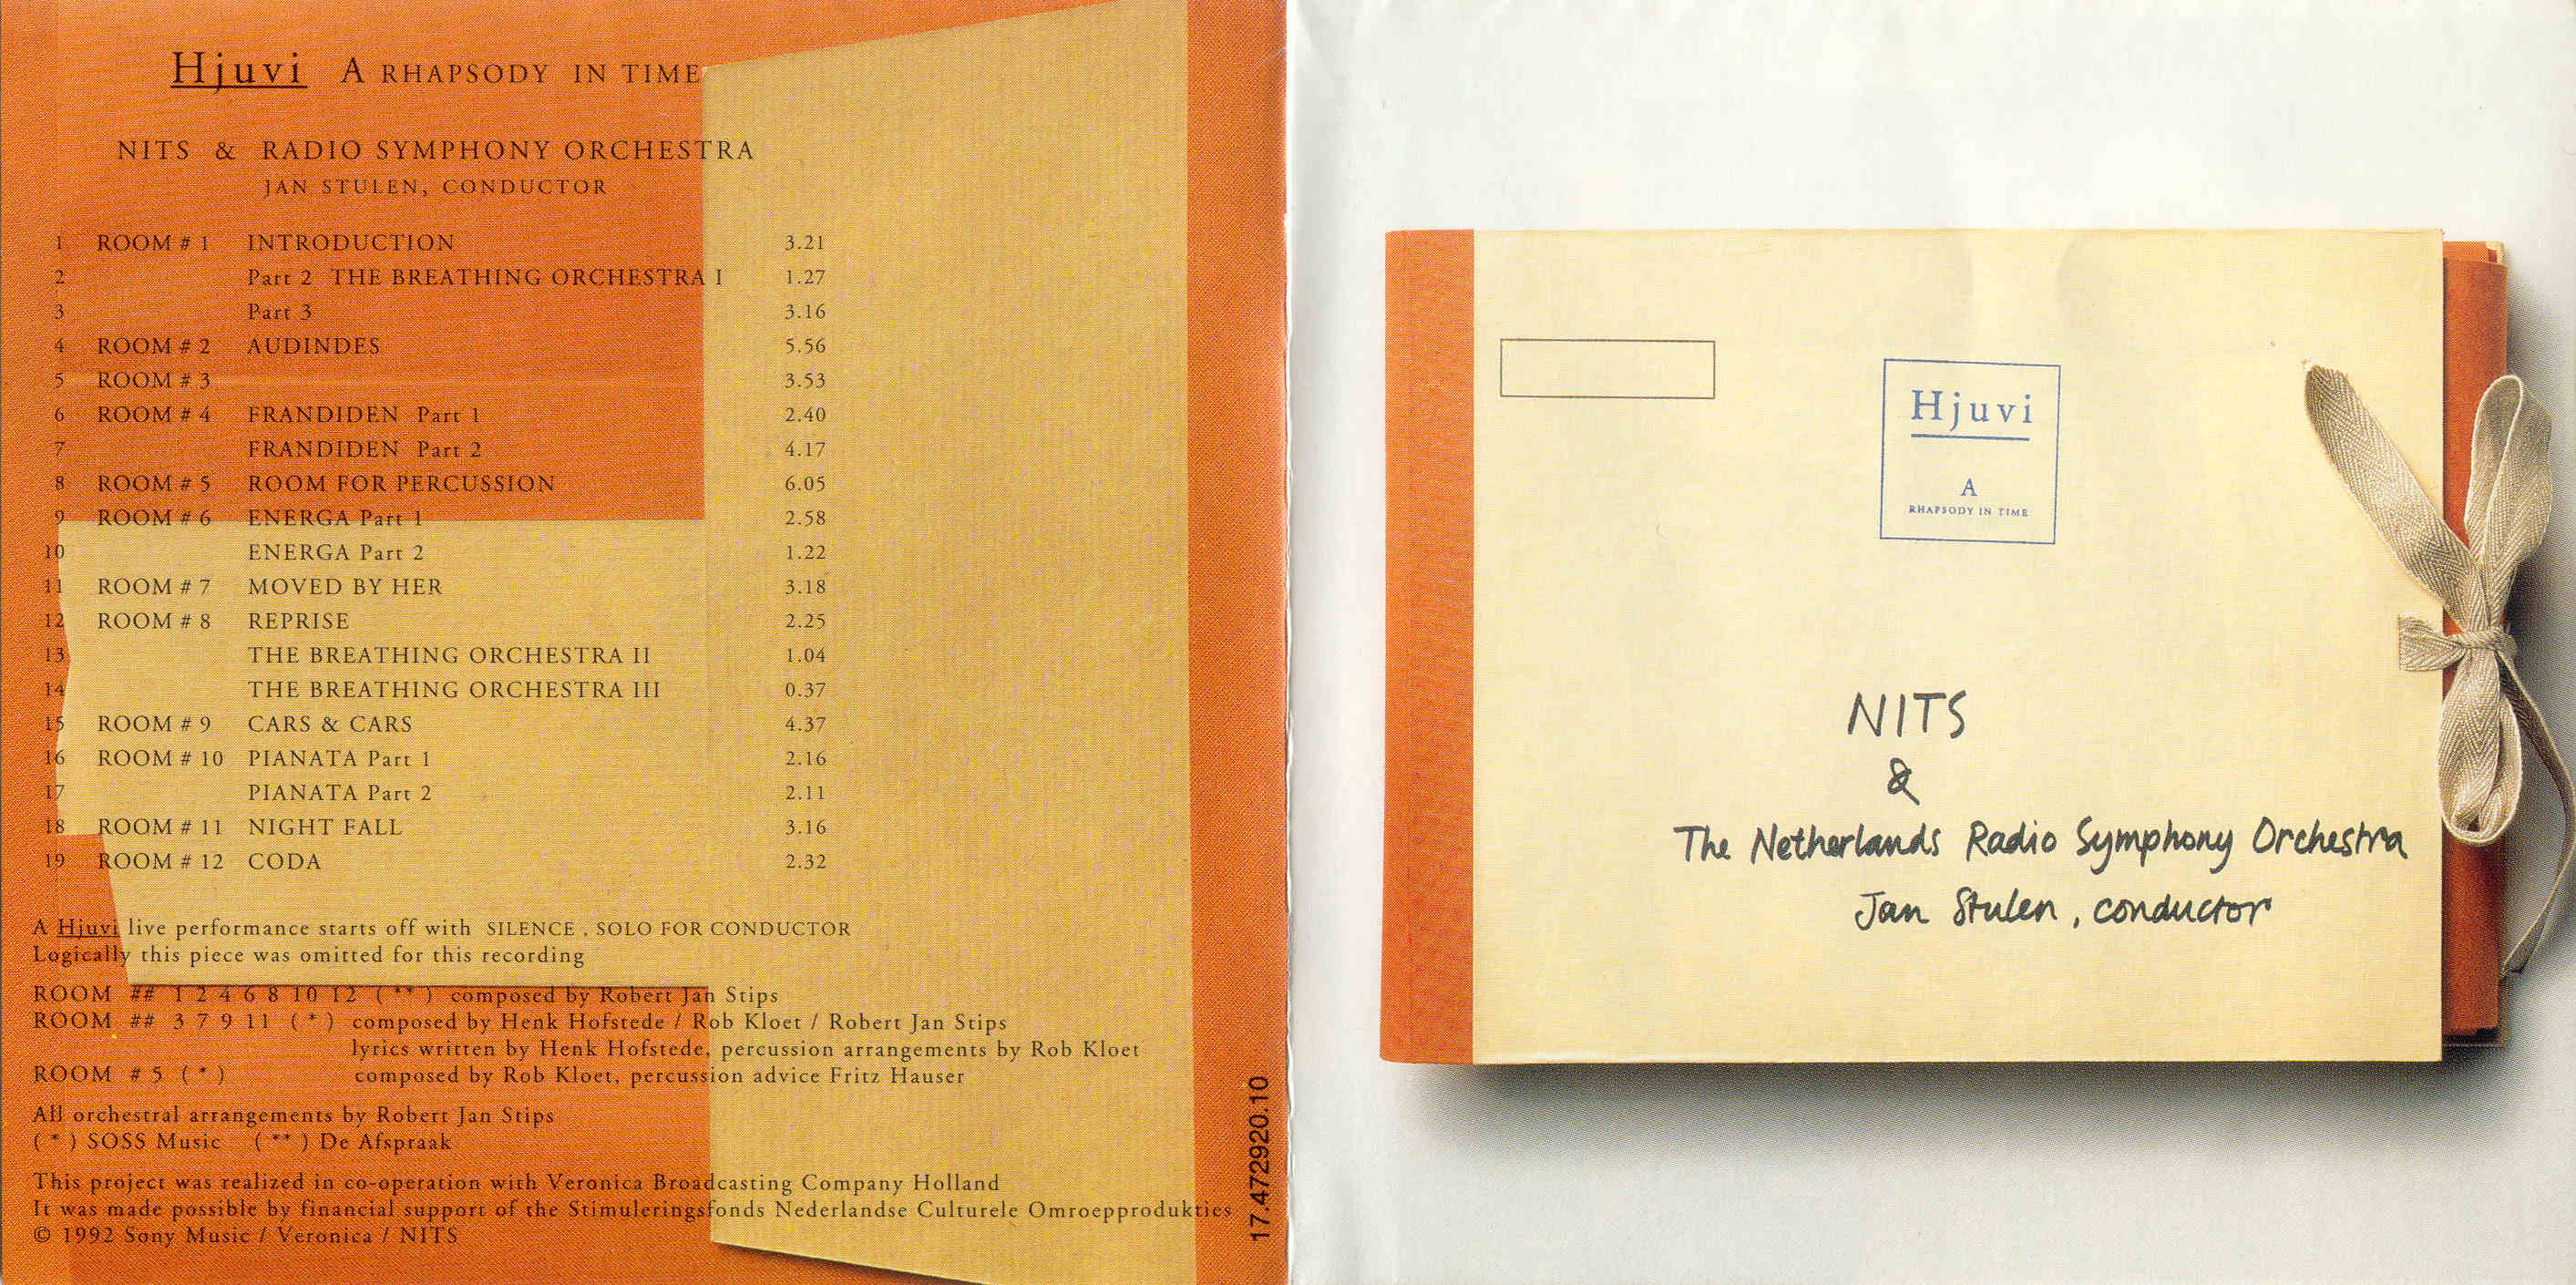 Hjuvi A RHAPSODY IN TIME
NITS & RADIO SYMPHONY ORCHESTRA
JAN STULEN, CONDUCTOR
1 ROOM # 1 INTRODUCTION 3.21
2 Part 2 THE BREATHING ORCHESTRA I 1.27
3 Part 3 3.16
4 ROOM # 2 AUDINDES 5.56
5 ROOM # 3 3.53
6 ROOM # 4 FRANDIDEN Part 1 2.40
7 FRANDIDEN Part 2 4.17
8 ROOM # 5 ROOM FOR PERCUSSION 6.05
9 ROOM # 6 ENERGA Part 1 2.58
10 ENERGA Part 2 1.22
11 ROOM # 7 MOVED BY HER 3.18
12 ROOM # 8 REPRISE 2.25
13 THE BREATHING ORCHESTRA II 1.04
14 THE BREATHING ORCHESTRA III 0.37
15 ROOM # 9 CARS & CARS 4.37
16 ROOM # 10 PIANATA Part 1 2.16
17 PIANATA Part 2 2.11
18 ROOM # 11 NIGHT FALL 3.16
19 ROOM # 12 CODA 2.32
A Hjuvi live performance starts off with SILENCE , SOLO FOR CONDUCTOR
Logically this piece was omitted for this recording
ROOM ## 1 2 4 6 8 10 12 ( ** ) composed by Robert Jan Stips
ROOM ## 3 7 9 11 ( * ) composed by Henk Hofstede / Rob Kloet / Robert Jan Stips
lyrics written by Henk Hofstede, percussion arrangements by Rob Kloet
ROOM # 5 ( * ) composed by Rob Kloet, percussion advice Fritz Hauser
All orchestral arrangements by Robert Jan Stips
( * ) SOSS Music ( ** ) De Afspraak
This project was realized in co-operation with Veronica Broadcasting Company Holland
It was made possible by financial support of the Stimuleringsfonds Nederlandse Culturele Omroepprodukties
© 1992 Sony Music / Veronica / NITS
17.472920.10
Hjuvi
A
RHAPSODY IN TIME
NITS
&
The Netherlands Radio Symphony Orchestra
Jan Stulen, conductor